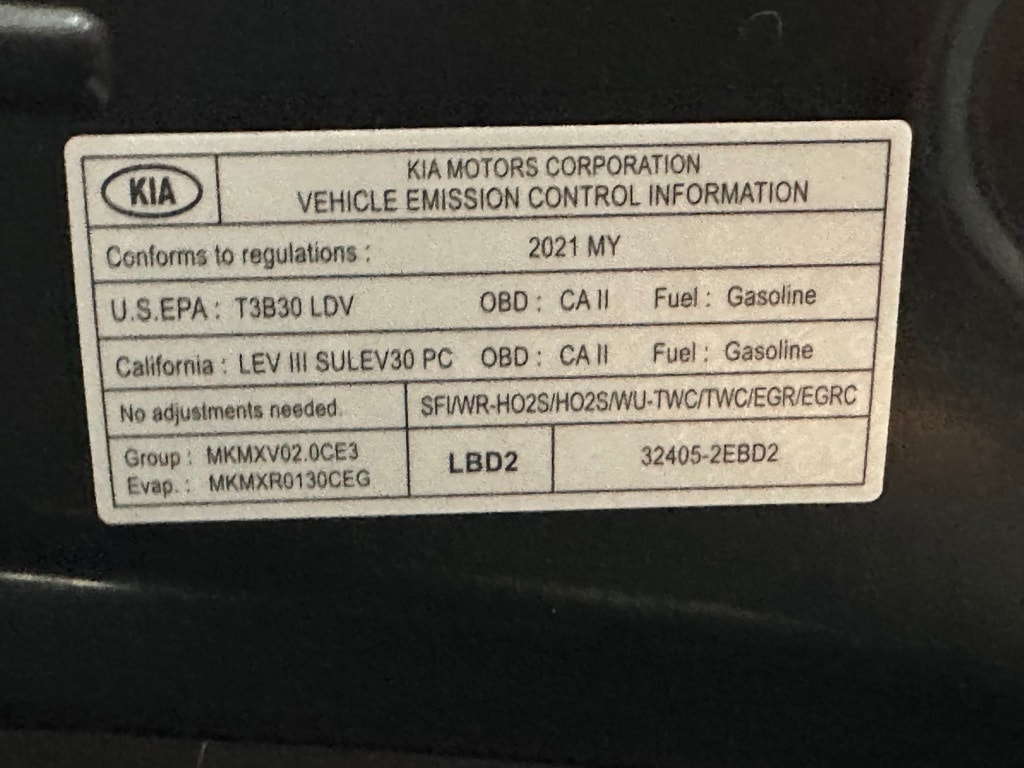 KIA
KIA MOTORS CORPORATION
VEHICLE EMISSION CONTROL INFORMATION
Conforms to regulations : 2021 MY
U.S.EPA : T3B30 LDV OBD : CA II Fuel : Gasoline
California : LEV III SULEV30 PC OBD : CA II Fuel : Gasoline
No adjustments needed. SFI/WR-HO2S/HO2S/WU-TWC/TWC/EGR/EGRC
Group : MKMXV02.0CE3
Evap. : MKMXR0130CEG
LBD2
32405-2EBD2